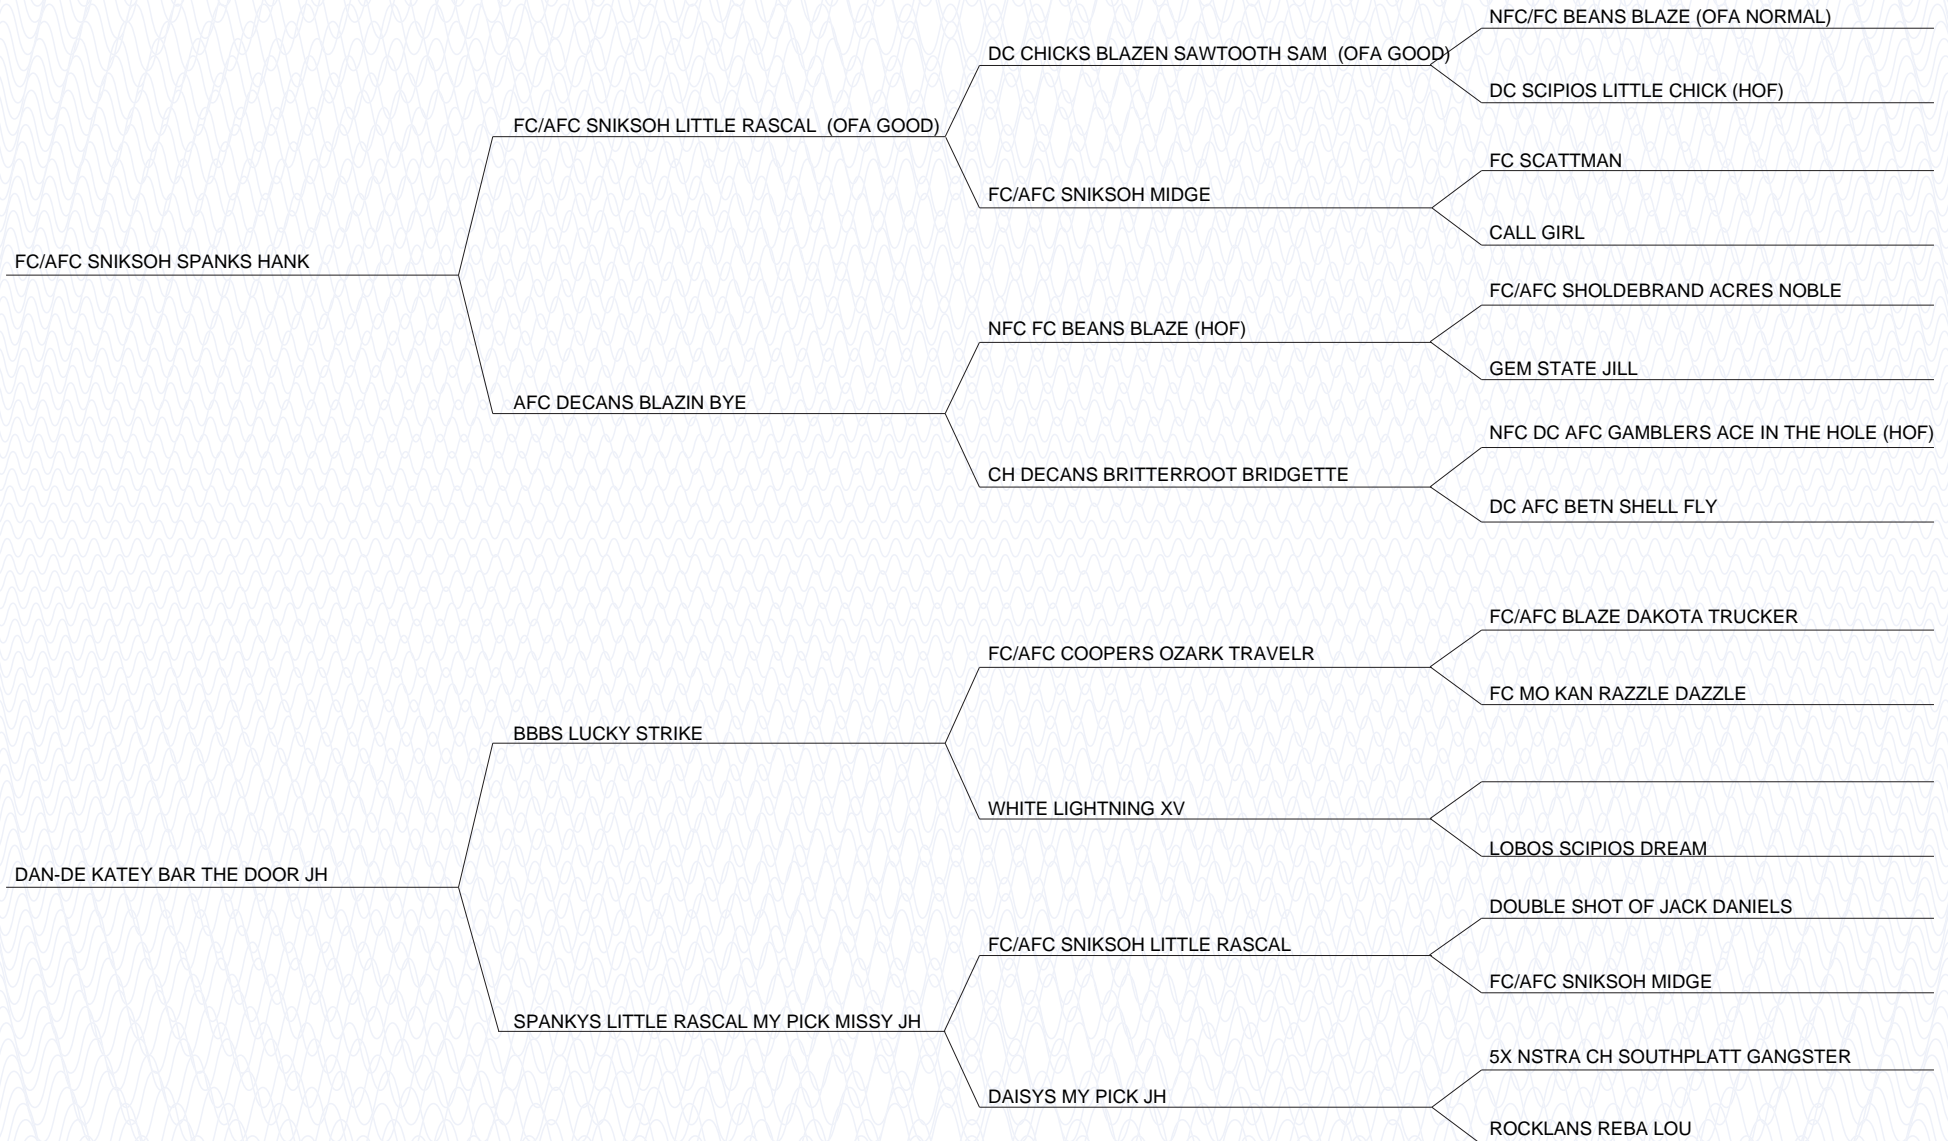 NFC/FC BEANS BLAZE (OFA NORMAL)
DC CHICKS BLAZEN SAWTOOTH SAM  (OFA GOOD)
DC SCIPIOS LITTLE CHICK (HOF)
FC/AFC SNIKSOH LITTLE RASCAL  (OFA GOOD)
FC SCATTMAN
FC/AFC SNIKSOH MIDGE
CALL GIRL
FC/AFC SNIKSOH SPANKS HANK
FC/AFC SHOLDEBRAND ACRES NOBLE
NFC FC BEANS BLAZE (HOF)
GEM STATE JILL
AFC DECANS BLAZIN BYE
NFC DC AFC GAMBLERS ACE IN THE HOLE (HOF)
CH DECANS BRITTERROOT BRIDGETTE
DC AFC BETN SHELL FLY
FC/AFC BLAZE DAKOTA TRUCKER
FC/AFC COOPERS OZARK TRAVELR
FC MO KAN RAZZLE DAZZLE
BBBS LUCKY STRIKE
WHITE LIGHTNING XV
LOBOS SCIPIOS DREAM
DAN-DE KATEY BAR THE DOOR JH
DOUBLE SHOT OF JACK DANIELS
FC/AFC SNIKSOH LITTLE RASCAL
FC/AFC SNIKSOH MIDGE
SPANKYS LITTLE RASCAL MY PICK MISSY JH
5X NSTRA CH SOUTHPLATT GANGSTER
DAISYS MY PICK JH
ROCKLANS REBA LOU